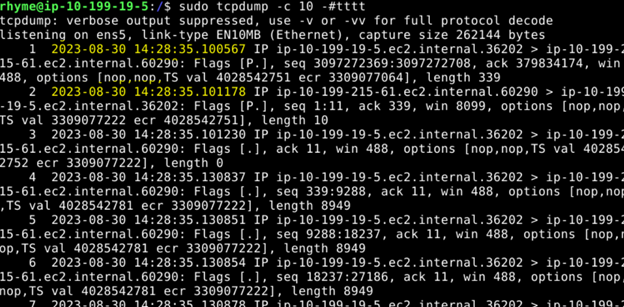 rhyme@ip-10-199-19-5:/$ sudo tcpdump -c 10 -#tttt
tcpdump: verbose output suppressed, use -v or -vv for full protocol decode
listening on ens5, link-type EN10MB (Ethernet), capture size 262144 bytes
1 2023-08-30 14:28:35.100567 IP ip-10-199-19-5.ec2.internal.36202 > ip-10-199-2
15-61.ec2.internal.60290: Flags [P.], seq 3097272369:3097272708, ack 379834174, win
488, options [nop,nop,TS val 4028542751 ecr 3309077064], length 339
2 2023-08-30 14:28:35.101178 IP ip-10-199-215-61.ec2.internal.60290 > ip-10-199
-19-5.ec2.internal.36202: Flags [P.], seq 1:11, ack 339, win 8099, options [nop,nop,
TS val 3309077222 ecr 4028542751], length 10
3 2023-08-30 14:28:35.101230 IP ip-10-199-19-5.ec2.internal.36202 > ip-10-199-2
15-61.ec2.internal.60290: Flags [.], ack 11, win 488, options [nop,nop,TS val 402854
2752 ecr 3309077222], length 0
4 2023-08-30 14:28:35.130837 IP ip-10-199-19-5.ec2.internal.36202 > ip-10-199-2
15-61.ec2.internal.60290: Flags [.], seq 339:9288, ack 11, win 488, options [nop,nop
,TS val 4028542781 ecr 3309077222], length 8949
5 2023-08-30 14:28:35.130851 IP ip-10-199-19-5.ec2.internal.36202 > ip-10-199-2
15-61.ec2.internal.60290: Flags [.], seq 9288:18237, ack 11, win 488, options [nop,n
op,TS val 4028542781 ecr 3309077222], length 8949
6 2023-08-30 14:28:35.130854 IP ip-10-199-19-5.ec2.internal.36202 > ip-10-199-2
15-61.ec2.internal.60290: Flags [.], seq 18237:27186, ack 11, win 488, options [nop,
nop,TS val 4028542781 ecr 3309077222], length 8949
7 2023-08-30 14:28:35.130878 IP ip-10-199-19-5.ec2.internal.36202 > ip-10-199-2